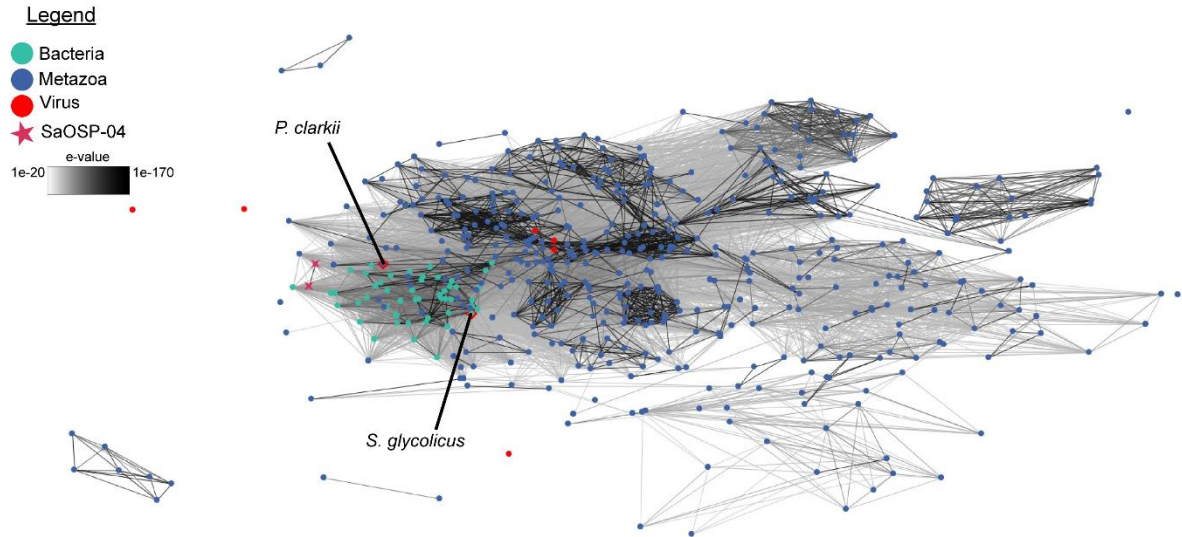 Legend
Bacteria
Metazoa
Virus
SaOSP-04
e-value
1e-20 1e-170
P. clarkii
S. glycolicus